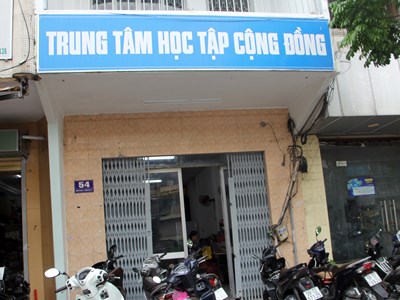 TRUNG TÂM HỌC TẬP CỘNG ĐỒNG
54